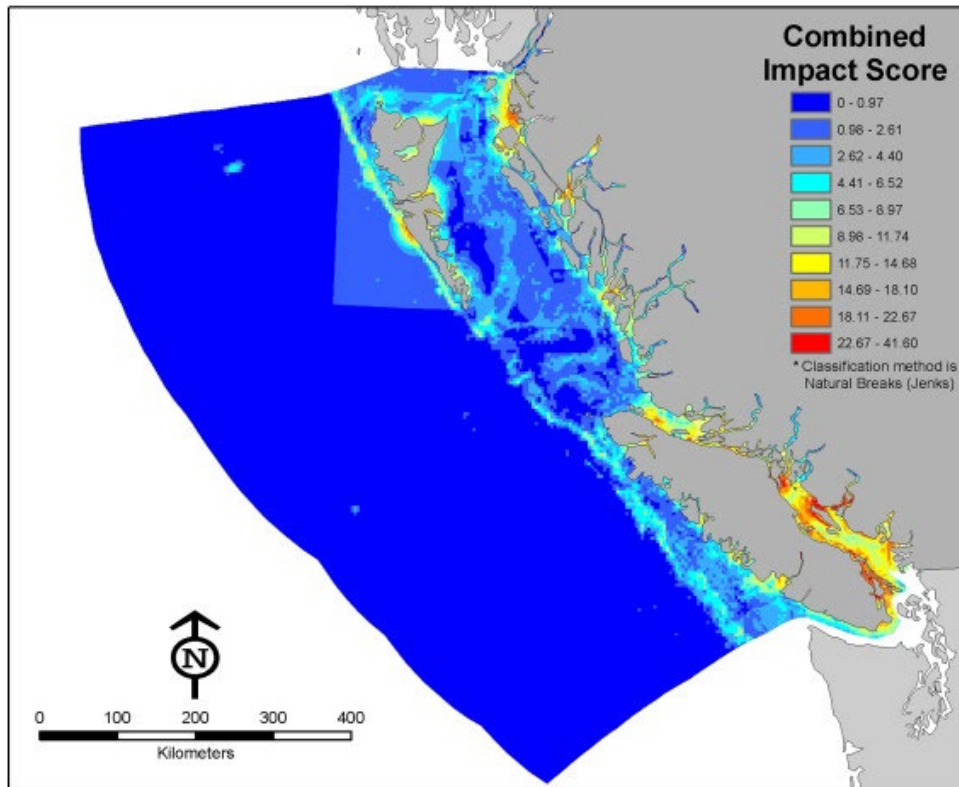 Combined
Impact Score
0 - 0.97
0.98 - 2.61
2.62 - 4.40
4.41 - 6.52
6.53 - 8.97
8.98 - 11.74
11.75 - 14.68
14.69 - 18.10
18.11 - 22.67
22.67 - 41.60
* Classification method is
Natural Breaks (Jenks)
N
0 100 200 300 400
Kilometers